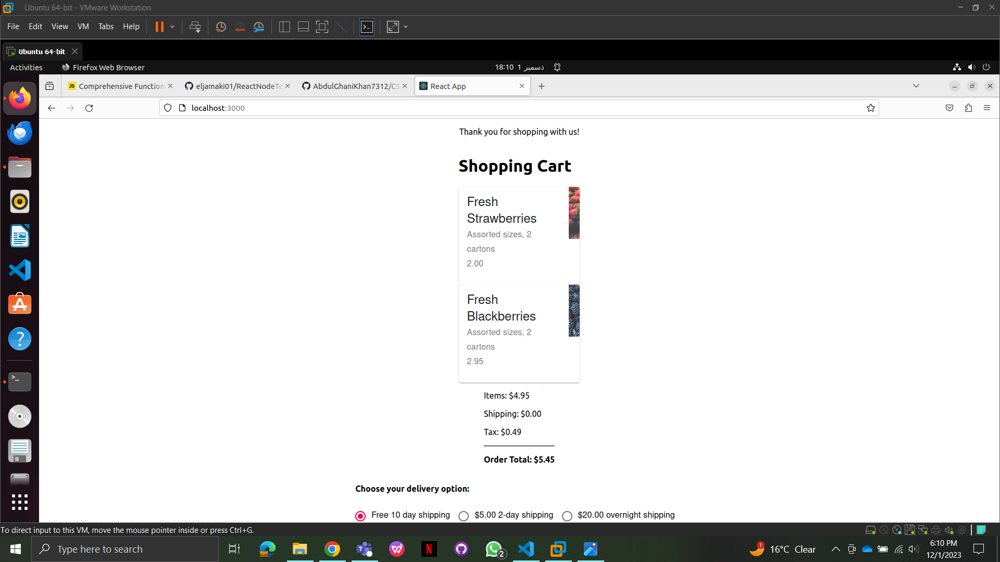 Ubuntu 64-bit - VMware Workstation
File Edit View VM Tabs Help
Ubuntu 64-bit
Activities Firefox Web Browser 18:10 1 دسمبر
JS Comprehensive Function eljamaki01/ReactNodeTe AbdulGhaniKhan7312/CS React App
localhost:3000
Thank you for shopping with us!
Shopping Cart
Fresh
Strawberries
Assorted sizes, 2
cartons
2.00
Fresh
Blackberries
Assorted sizes, 2
cartons
2.95
Items: $4.95
Shipping: $0.00
Tax: $0.49
Order Total: $5.45
Choose your delivery option:
Free 10 day shipping $5.00 2-day shipping $20.00 overnight shipping
To direct input to this VM, move the mouse pointer inside or press Ctrl+G.
Type here to search 2 1 16°C Clear 6:10 PM
12/1/2023